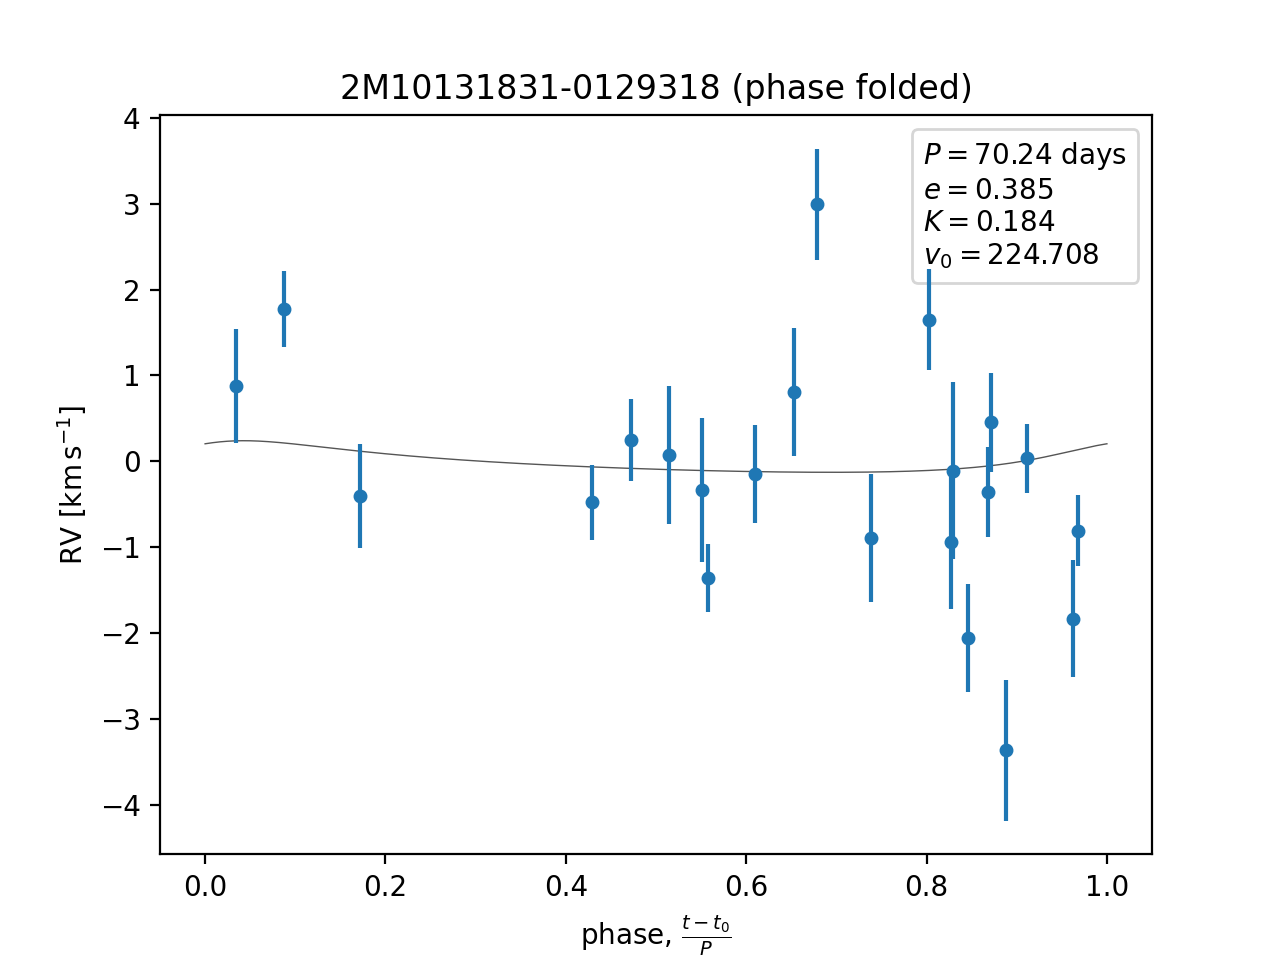 2M10131831-0129318 (phase folded)
P = 70.24 days
e = 0.385
K = 0.184
v₀ = 224.708
4
3
2
1
0
−1
−2
−3
−4
RV [km s⁻¹]
0.0 0.2 0.4 0.6 0.8 1.0
phase, (t − t₀)/P